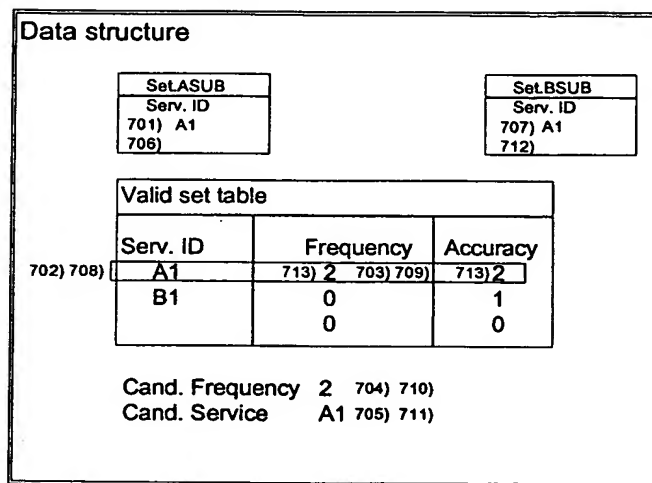 Data structure
Set.ASUB
Serv. ID
701) A1
706)
Set.BSUB
Serv. ID
707) A1
712)
Valid set table
Serv. ID Frequency Accuracy
702) 708) A1 713) 2 703) 709) 713) 2
B1 0 1
0 0
Cand. Frequency 2 704) 710)
Cand. Service A1 705) 711)